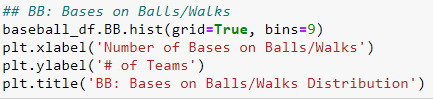 ## BB: Bases on Balls/Walks
baseball_df.BB.hist(grid=True, bins=9)
plt.xlabel('Number of Bases on Balls/Walks')
plt.ylabel('# of Teams')
plt.title('BB: Bases on Balls/Walks Distribution')